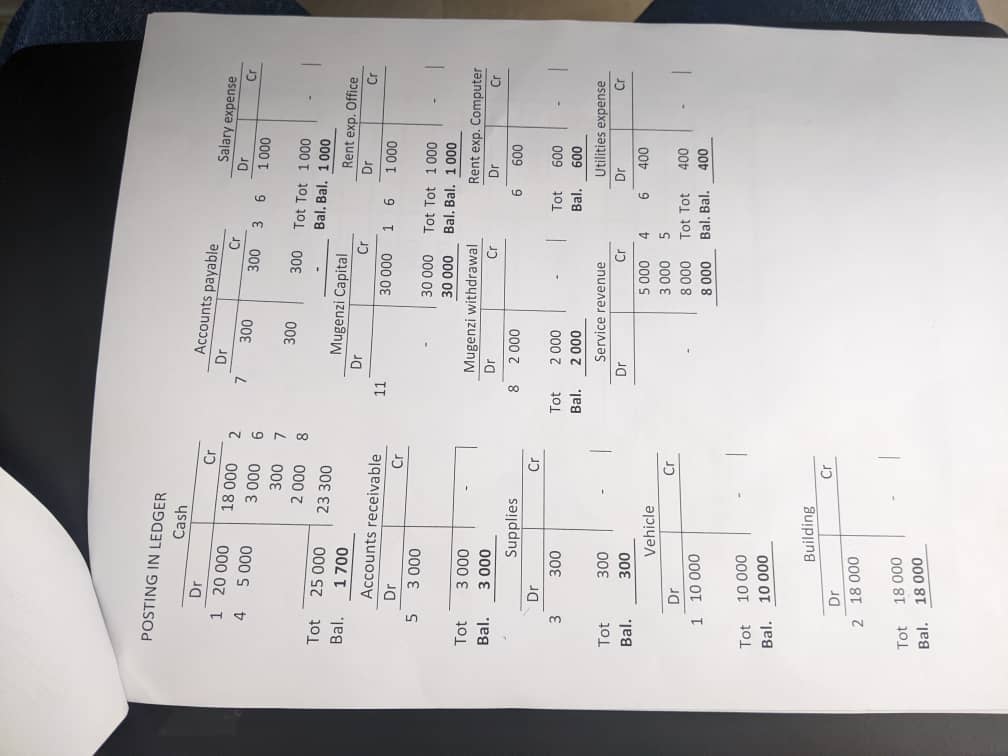 POSTING IN LEDGER
Cash
Dr Cr
1 20 000 18 000 2
4 5 000 3 000 6
300 7
2 000 8
Tot 25 000 23 300
Bal. 1 700
Accounts receivable
Dr Cr
5 3 000
Tot 3 000 -
Bal. 3 000
Supplies
Dr Cr
3 300
Tot 300 -
Bal. 300
Vehicle
Dr Cr
1 10 000
Tot 10 000 -
Bal. 10 000
Building
Dr Cr
2 18 000
Tot 18 000 -
Bal. 18 000
Accounts payable
Dr Cr
7 300 300 3
300 300 Tot
- Bal.
Mugenzi Capital
Dr Cr
11 30 000 1
- 30 000 Tot
30 000 Bal.
Mugenzi withdrawal
Dr Cr
8 2 000
Tot 2 000 -
Bal. 2 000
Service revenue
Dr Cr
5 000 4
3 000 5
- 8 000 Tot
8 000 Bal.
Salary expense
Dr Cr
6 1 000
Tot 1 000 -
Bal. 1 000
Rent exp. Office
Dr Cr
6 1 000
Tot 1 000 -
Bal. 1 000
Rent exp. Computer
Dr Cr
6 600
Tot 600 -
Bal. 600
Utilities expense
Dr Cr
6 400
Tot 400 -
Bal. 400